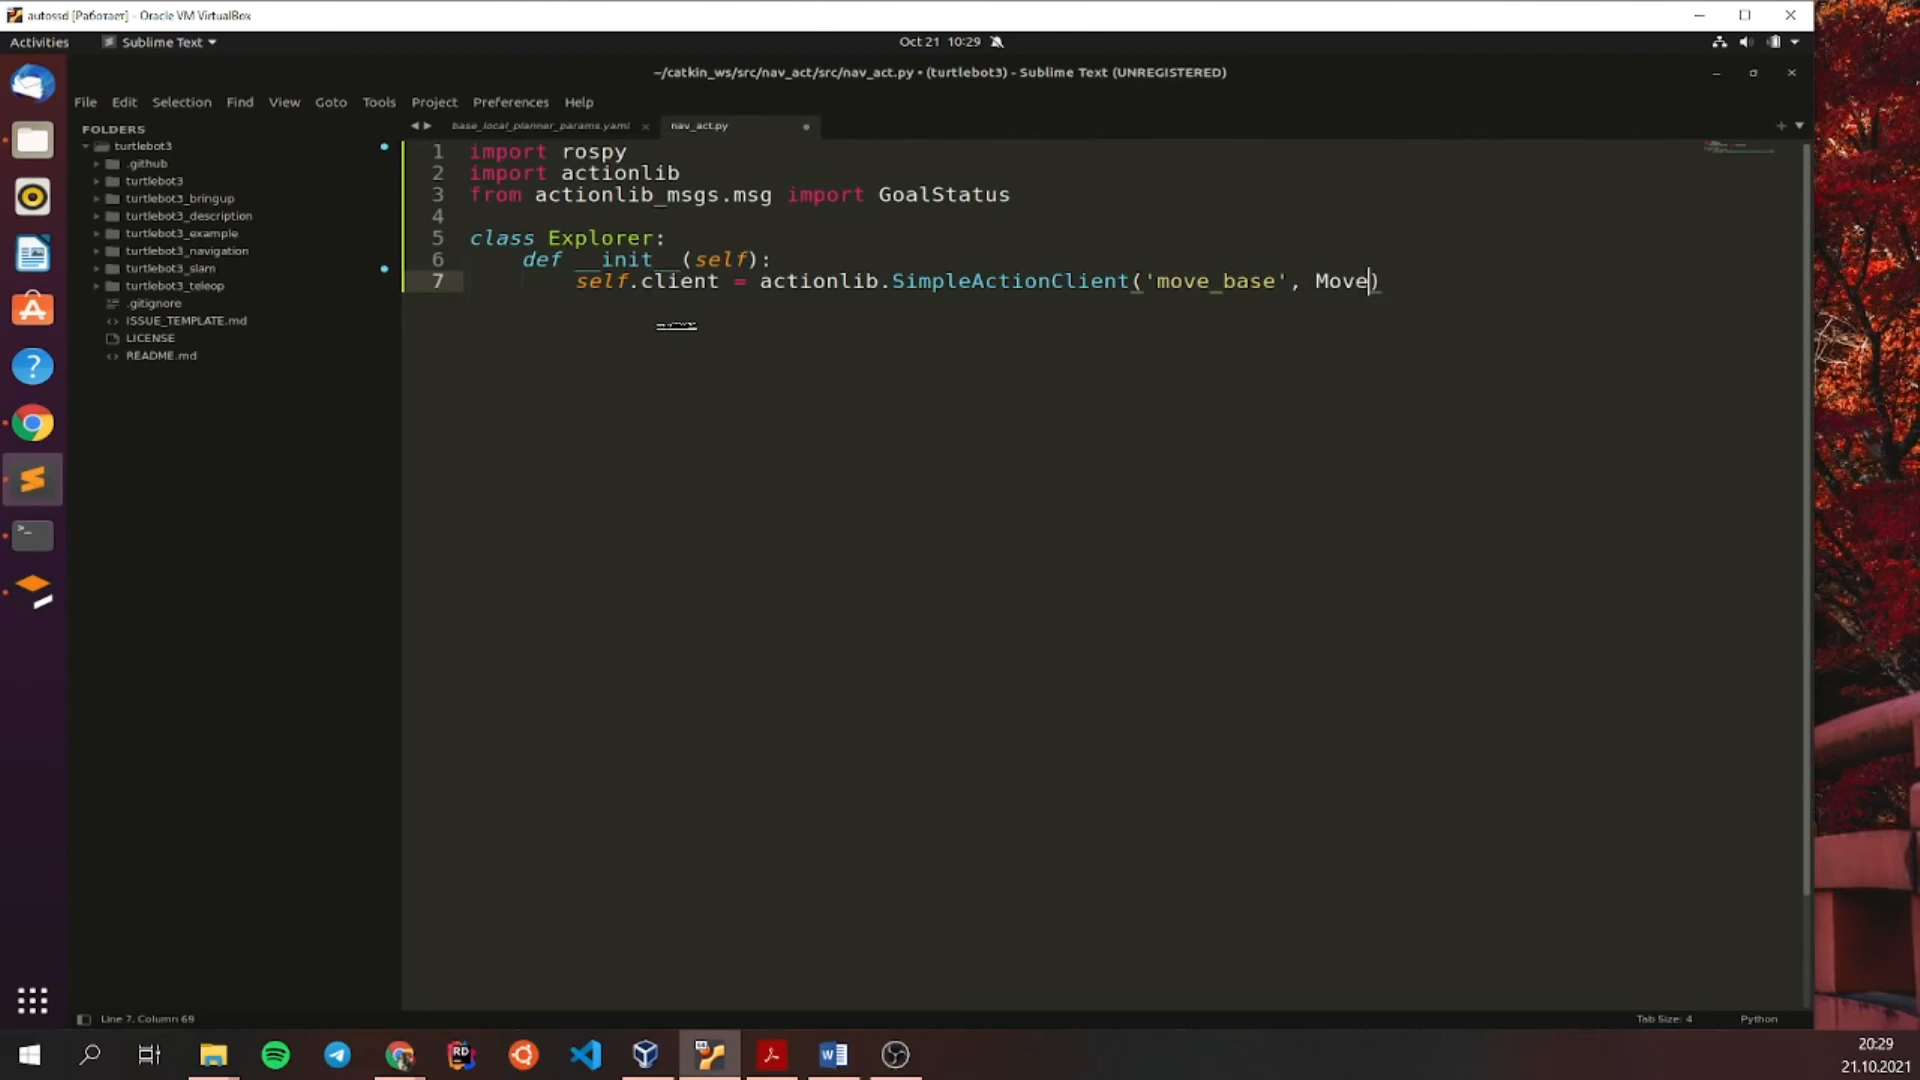 autossd [Работает] - Oracle VM VirtualBox
Activities
Sublime Text
Oct 21 10:29
~/catkin_ws/src/nav_act/src/nav_act.py • (turtlebot3) - Sublime Text (UNREGISTERED)
File Edit Selection Find View Goto Tools Project Preferences Help
FOLDERS
turtlebot3
.github
turtlebot3
turtlebot3_bringup
turtlebot3_description
turtlebot3_example
turtlebot3_navigation
turtlebot3_slam
turtlebot3_teleop
.gitignore
ISSUE_TEMPLATE.md
LICENSE
README.md
base_local_planner_params.yaml
nav_act.py
1 import rospy
2 import actionlib
3 from actionlib_msgs.msg import GoalStatus
4
5 class Explorer:
6 def __init__(self):
7 self.client = actionlib.SimpleActionClient('move_base', Move)
Line 7, Column 69
Tab Size: 4
Python
20:29
21.10.2021